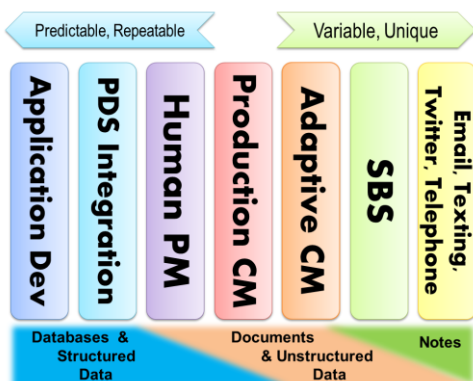 Predictable, Repeatable
Variable, Unique
Application Dev
PDS Integration
Human PM
Production CM
Adaptive CM
SBS
Email, Texting,
Twitter, Telephone
Databases &
Structured
Data
Documents
& Unstructured
Data
Notes